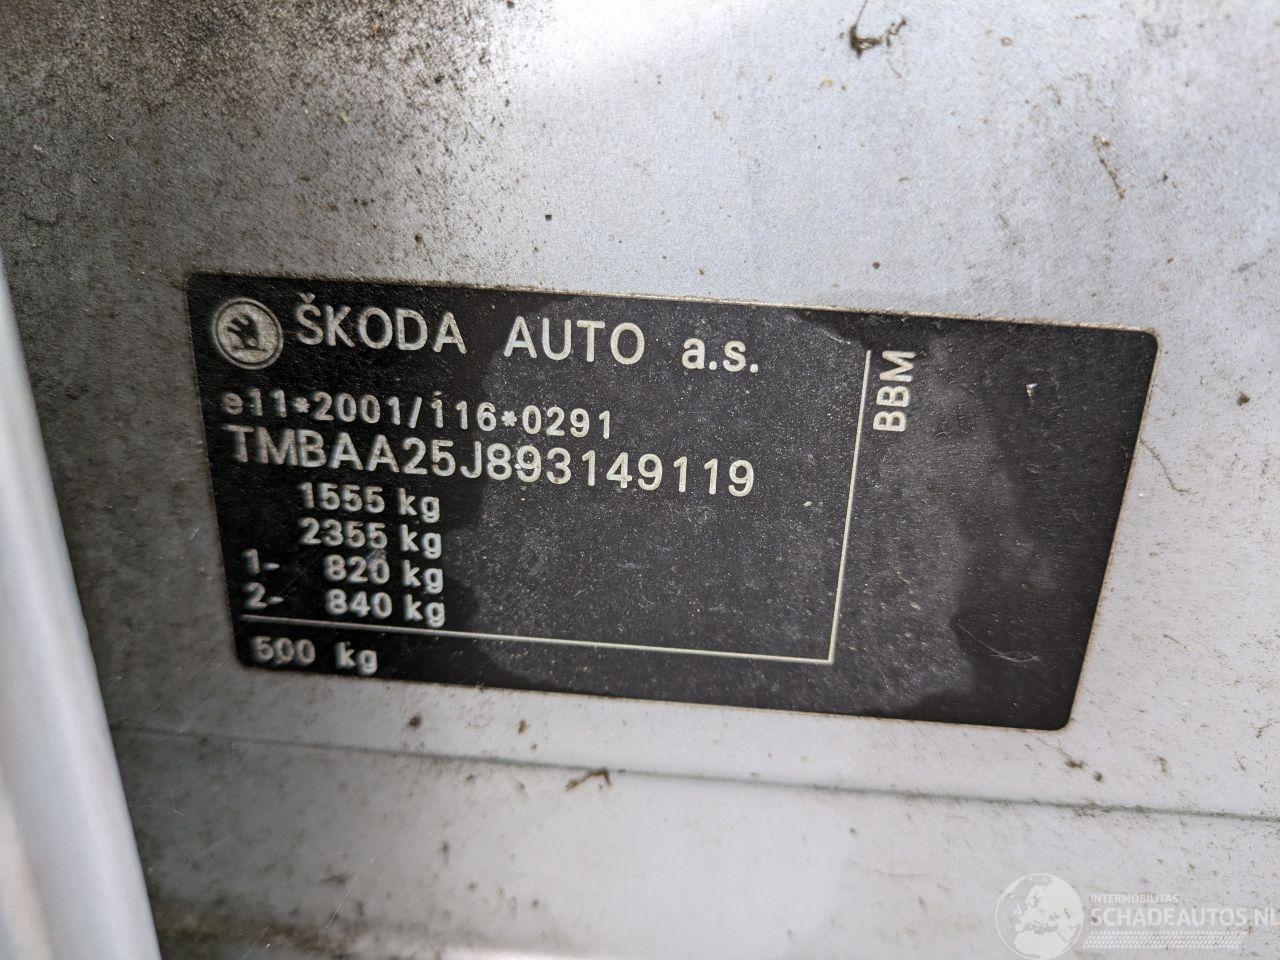 ŠKODA AUTO a.s.
e11*2001/116*0291
TMBAA25J893149119
1555 kg
2355 kg
1- 820 kg
2- 840 kg
500 kg
BBM
INTERMOBILITAS
SCHADEAUTOS.NL